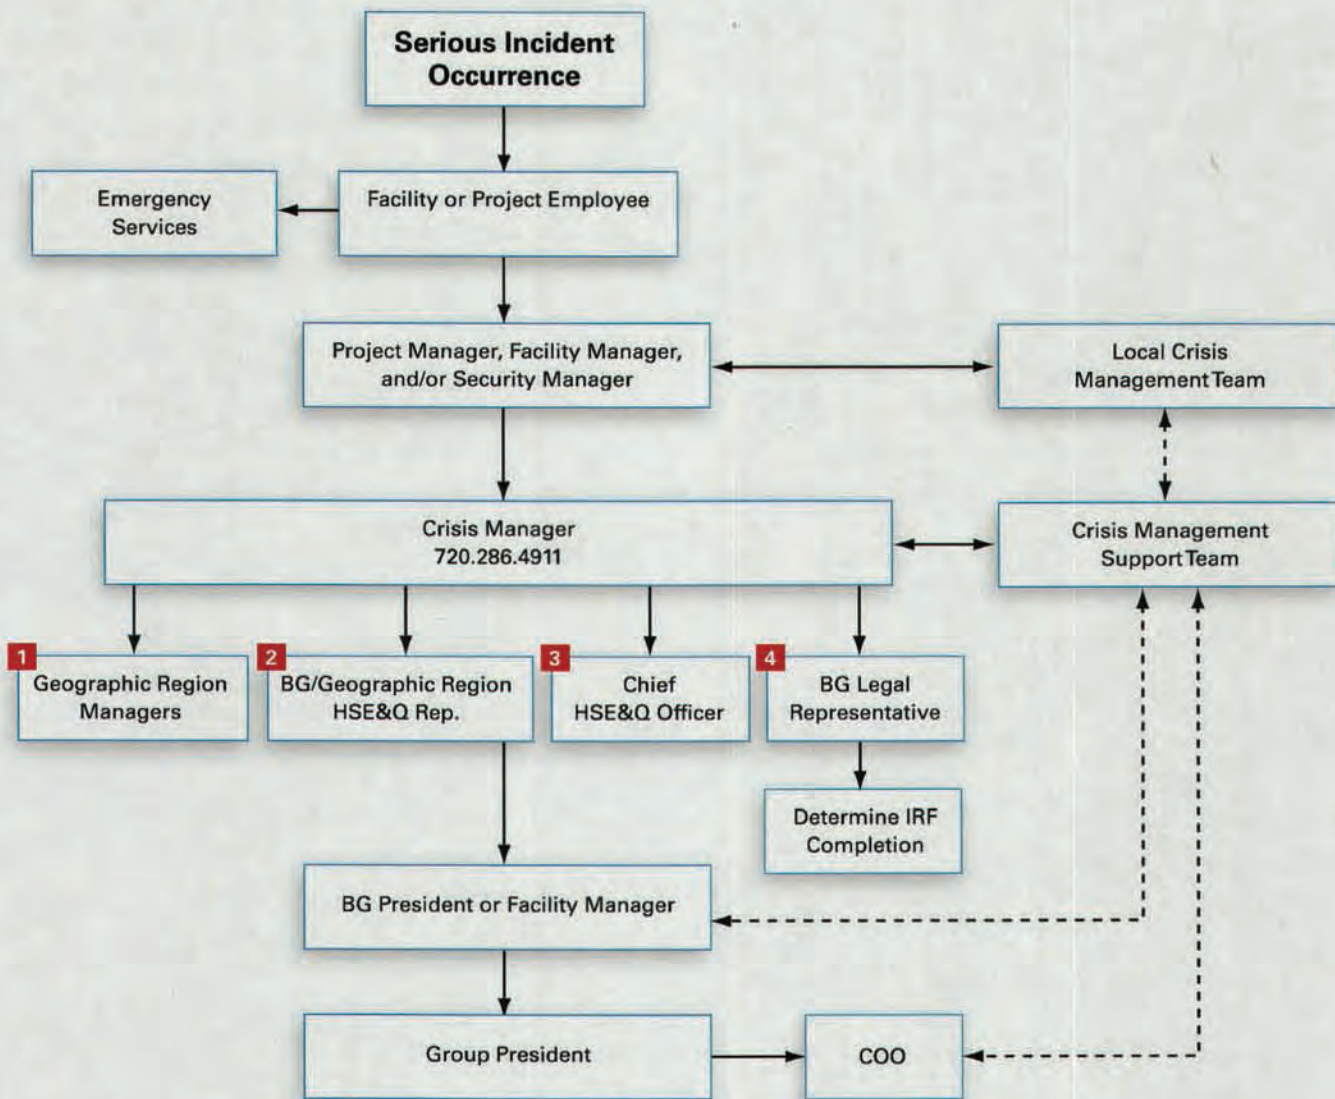 Serious Incident
Occurrence
Emergency
Services
Facility or Project Employee
Project Manager, Facility Manager,
and/or Security Manager
Local Crisis
Management Team
Crisis Manager
720.286.4911
Crisis Management
Support Team
1
Geographic Region
Managers
2
BG/Geographic Region
HSE&Q Rep.
3
Chief
HSE&Q Officer
4
BG Legal
Representative
Determine IRF
Completion
BG President or Facility Manager
Group President
COO